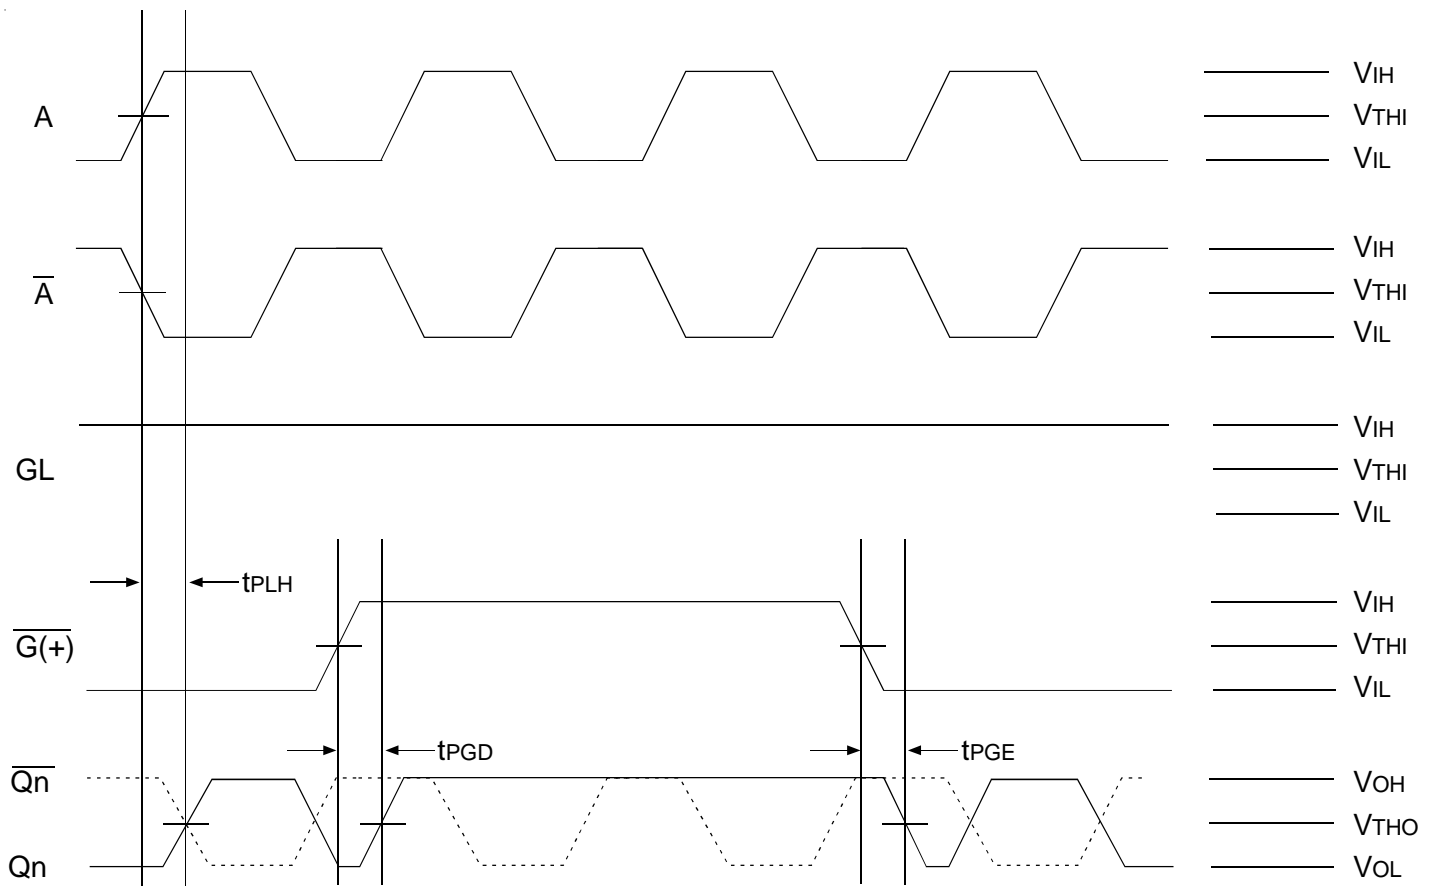 A
VIH
VTHI
VIL
A̅
VIH
VTHI
VIL
GL
VIH
VTHI
VIL
tPLH
G(+)
VIH
VTHI
VIL
tPGD
tPGE
Qn
Qn
VOH
VTHO
VOL